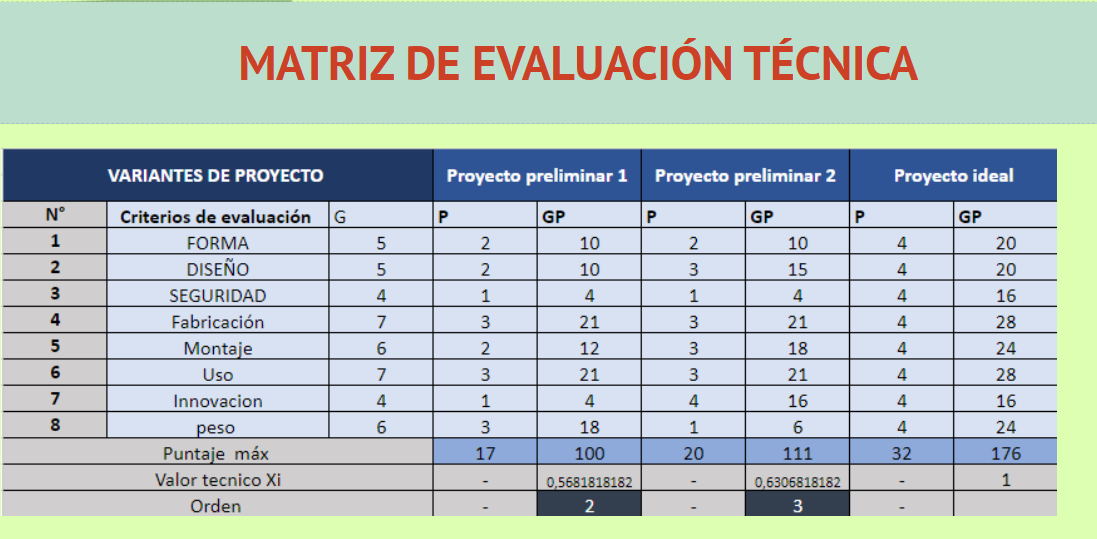 MATRIZ DE EVALUACIÓN TÉCNICA
VARIANTES DE PROYECTO Proyecto preliminar 1 Proyecto preliminar 2 Proyecto ideal
N° Criterios de evaluación G P GP P GP P GP
1 FORMA 5 2 10 2 10 4 20
2 DISEÑO 5 2 10 3 15 4 20
3 SEGURIDAD 4 1 4 1 4 4 16
4 Fabricación 7 3 21 3 21 4 28
5 Montaje 6 2 12 3 18 4 24
6 Uso 7 3 21 3 21 4 28
7 Innovacion 4 1 4 4 16 4 16
8 peso 6 3 18 1 6 4 24
Puntaje máx 17 100 20 111 32 176
Valor tecnico Xi - 0,5681818182 - 0,6306818182 - 1
Orden - 2 - 3 -